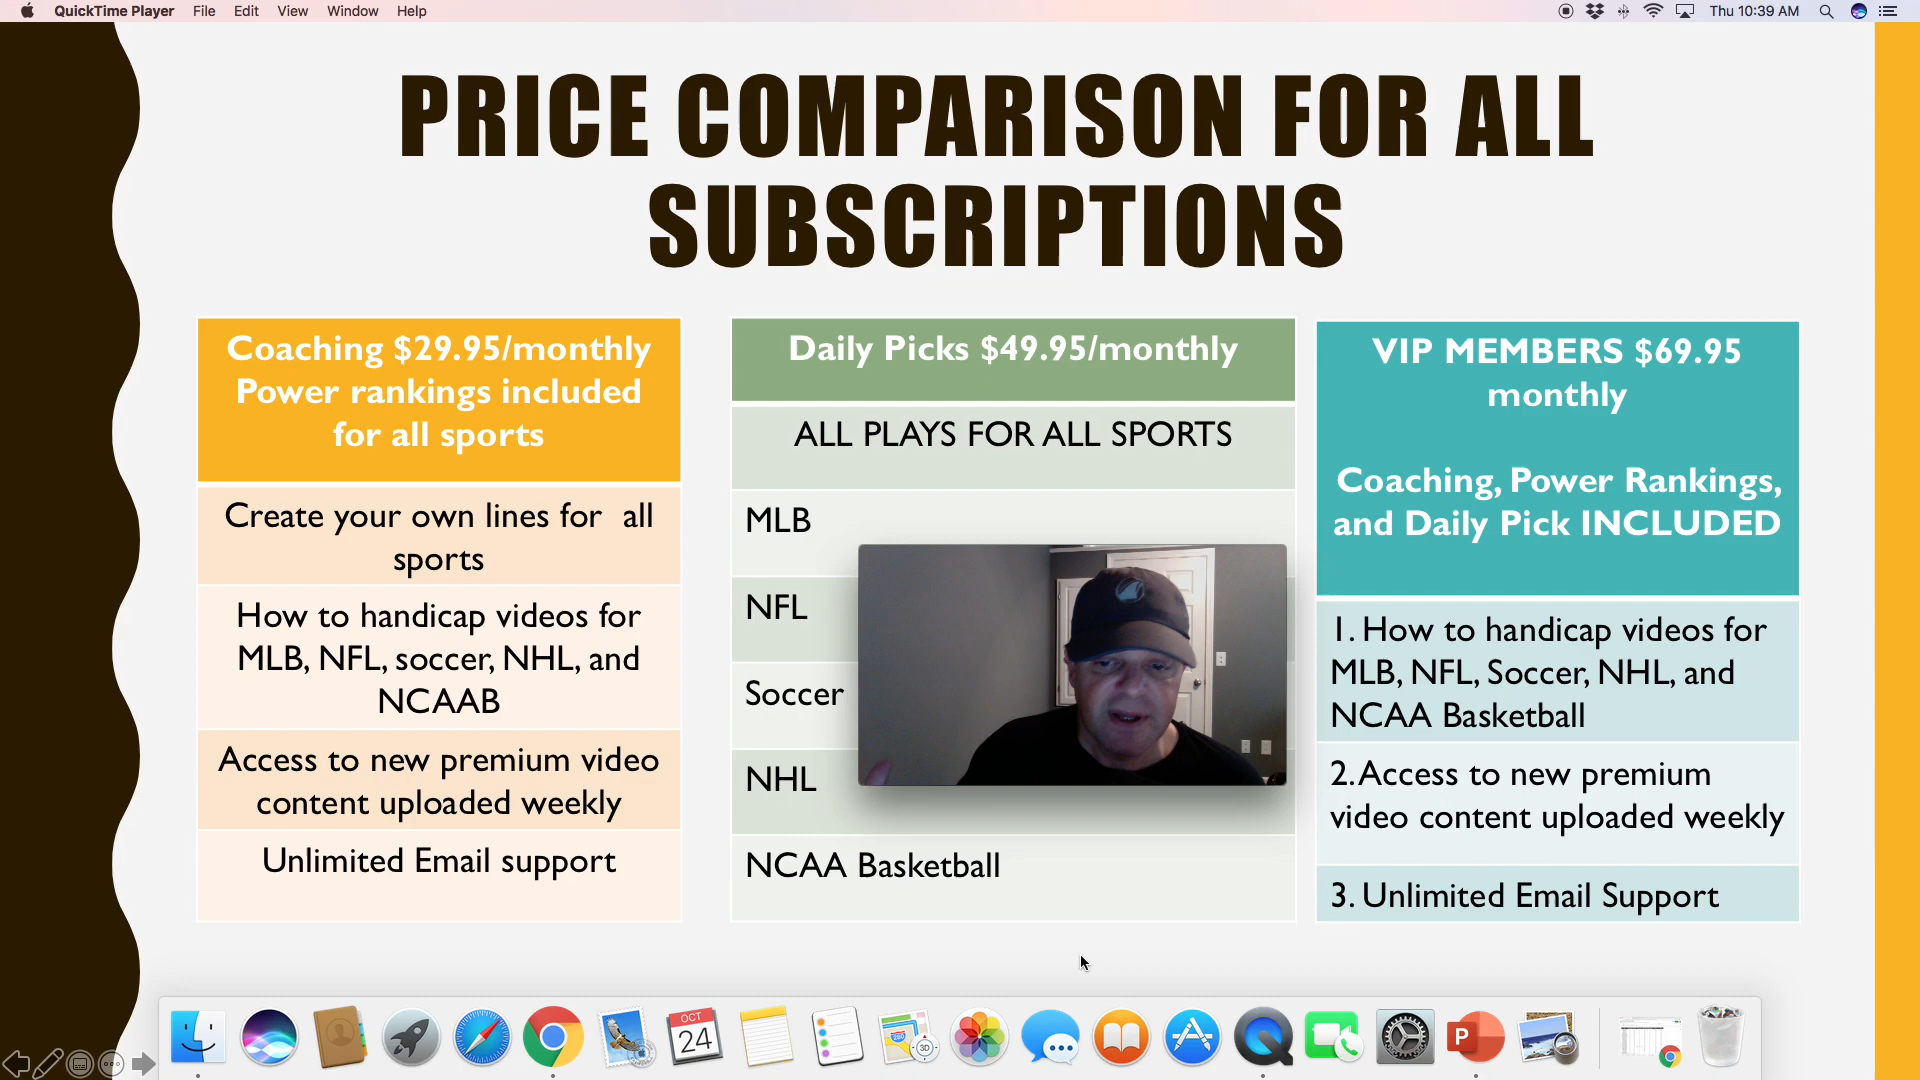 QuickTime Player File Edit View Window Help
Thu 10:39 AM
PRICE COMPARISON FOR ALL
SUBSCRIPTIONS
Coaching $29.95/monthly
Power rankings included
for all sports
Create your own lines for all
sports
How to handicap videos for
MLB, NFL, soccer, NHL, and
NCAAB
Access to new premium video
content uploaded weekly
Unlimited Email support
Daily Picks $49.95/monthly
ALL PLAYS FOR ALL SPORTS
MLB
NFL
Soccer
NHL
NCAA Basketball
VIP MEMBERS $69.95
monthly
Coaching, Power Rankings,
and Daily Pick INCLUDED
1. How to handicap videos for
MLB, NFL, Soccer, NHL, and
NCAA Basketball
2. Access to new premium
video content uploaded weekly
3. Unlimited Email Support
OCT
24
3D
P